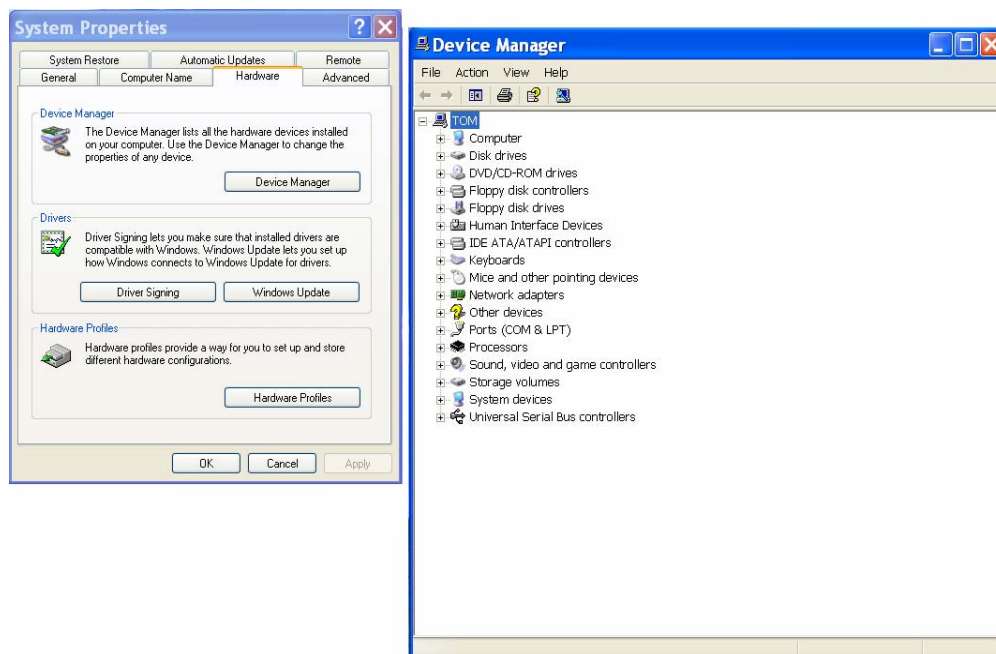 System Properties
System Restore Automatic Updates Remote
General Computer Name Hardware Advanced
Device Manager
The Device Manager lists all the hardware devices installed
on your computer. Use the Device Manager to change the
properties of any device.
Device Manager
Drivers
Driver Signing lets you make sure that installed drivers are
compatible with Windows. Windows Update lets you set up
how Windows connects to Windows Update for drivers.
Driver Signing Windows Update
Hardware Profiles
Hardware profiles provide a way for you to set up and store
different hardware configurations.
Hardware Profiles
OK Cancel Apply
Device Manager
File Action View Help
TOM
Computer
Disk drives
DVD/CD-ROM drives
Floppy disk controllers
Floppy disk drives
Human Interface Devices
IDE ATA/ATAPI controllers
Keyboards
Mice and other pointing devices
Network adapters
Other devices
Ports (COM & LPT)
Processors
Sound, video and game controllers
Storage volumes
System devices
Universal Serial Bus controllers